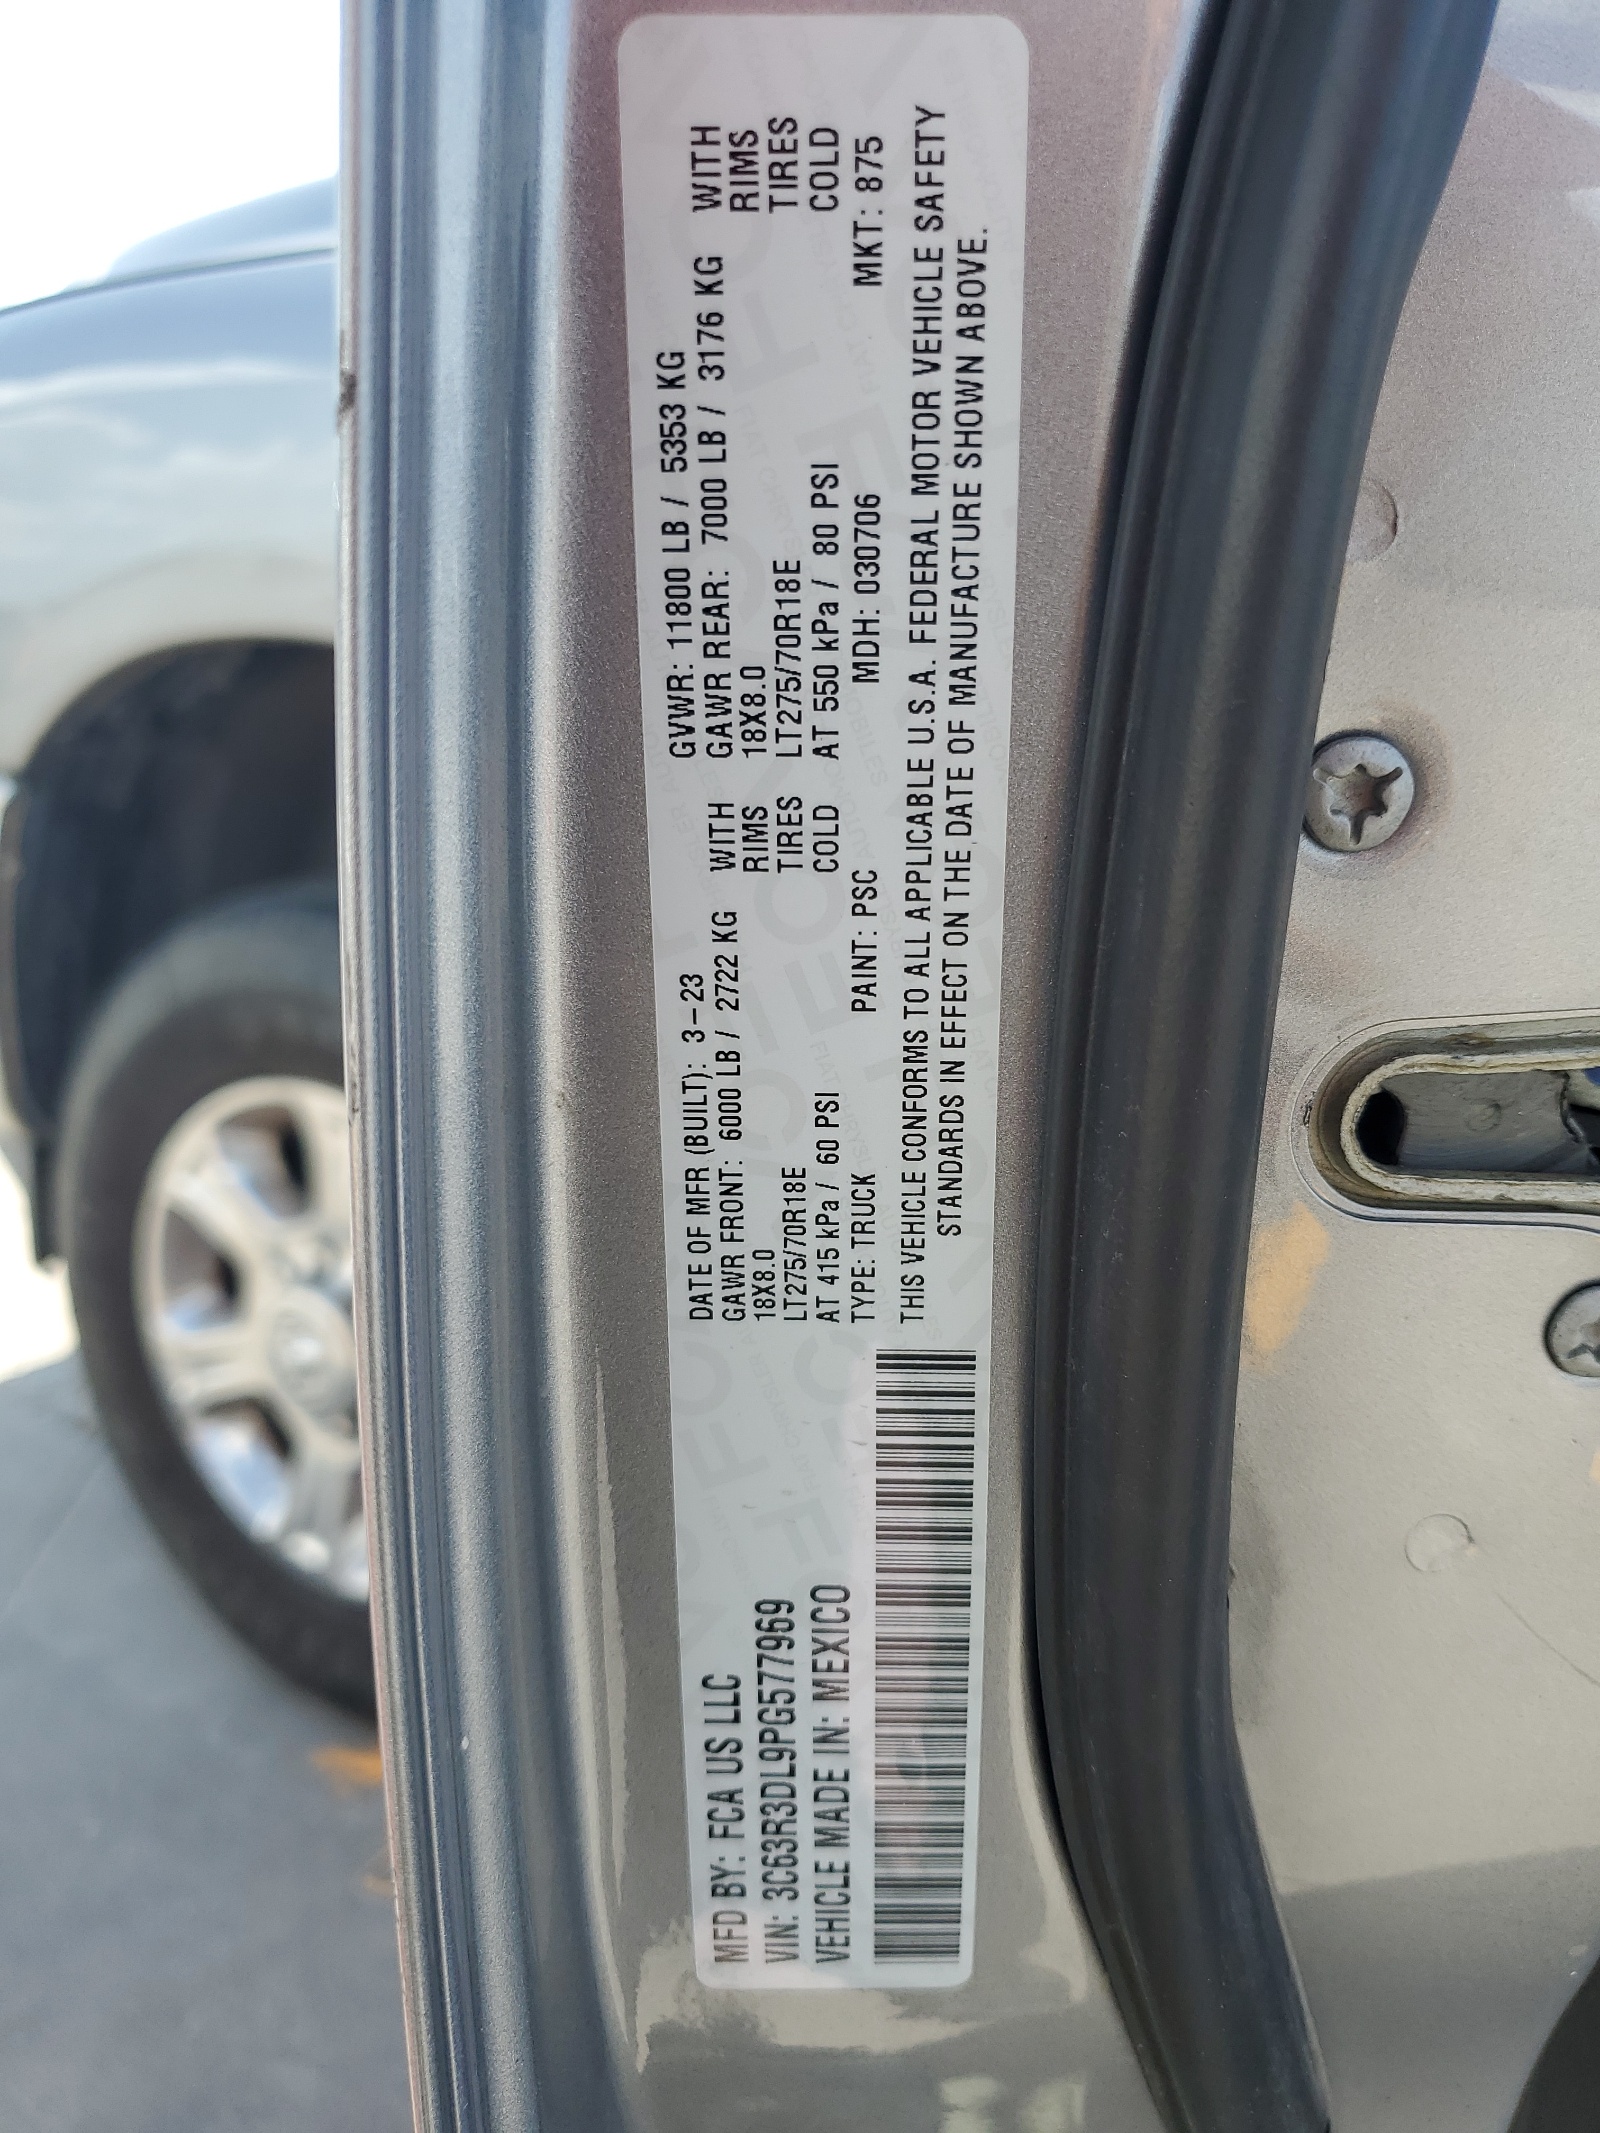 MFD BY: FCA US LLC
VIN: 3C63R3DL9PG577969
VEHICLE MADE IN: MEXICO
DATE OF MFR (BUILT): 3-23 GVWR: 11800 LB / 5353 KG
GAWR FRONT: 6000 LB / 2722 KG WITH GAWR REAR: 7000 LB / 3176 KG WITH
18X8.0 RIMS 18X8.0 RIMS
LT275/70R18E TIRES LT275/70R18E TIRES
AT 415 kPa / 60 PSI COLD AT 550 kPa / 80 PSI COLD
TYPE: TRUCK PAINT: PSC MDH: 030706 MKT: 875
THIS VEHICLE CONFORMS TO ALL APPLICABLE U.S.A. FEDERAL MOTOR VEHICLE SAFETY
STANDARDS IN EFFECT ON THE DATE OF MANUFACTURE SHOWN ABOVE.